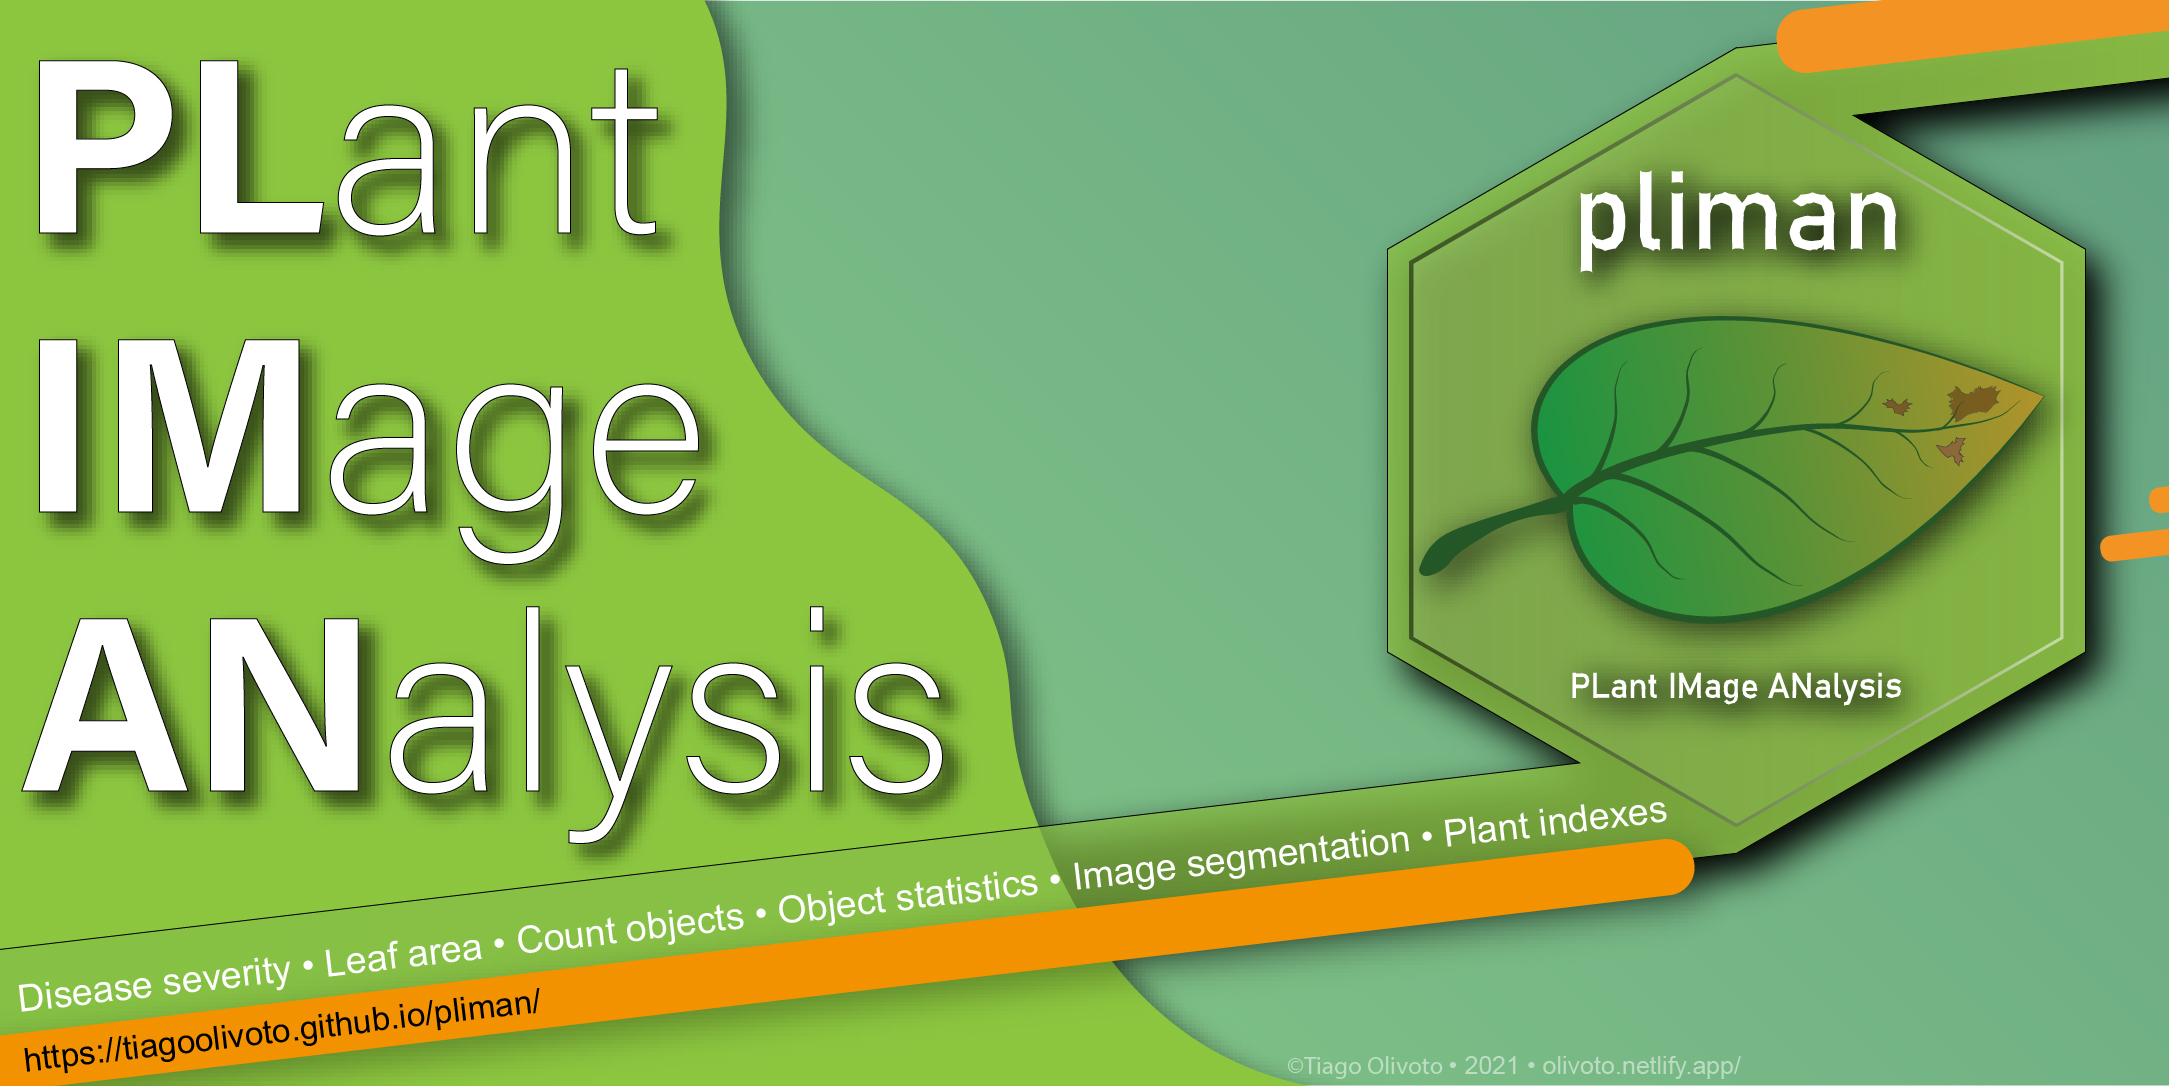 PLant
IMage
ANalysis
pliman
PLant IMage ANalysis
Disease severity • Leaf area • Count objects • Object statistics • Image segmentation • Plant indexes
https://tiagoolivoto.github.io/pliman/
©Tiago Olivoto • 2021 • olivoto.netlify.app/